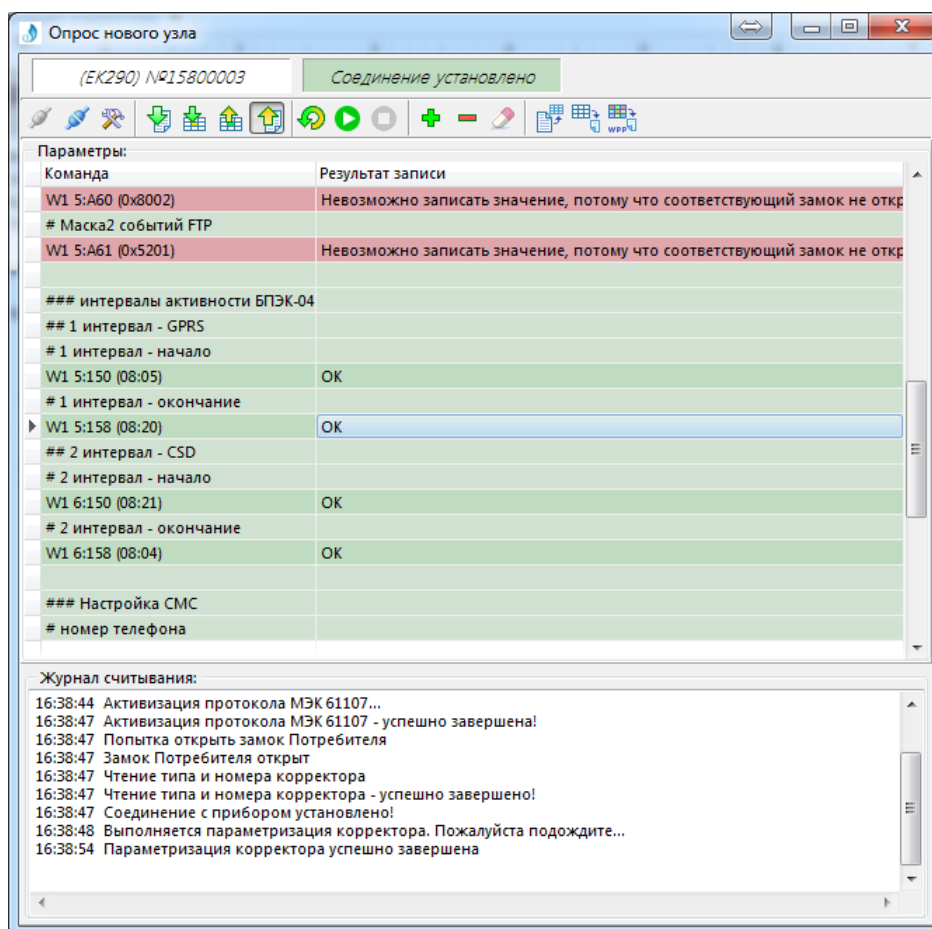 Опрос нового узла
(EK290) №15800003 Соединение установлено
WPP
Параметры:
Команда Результат записи
W1 5:A60 (0x8002) Невозможно записать значение, потому что соответствующий замок не откр
# Маска2 событий FTP
W1 5:A61 (0x5201) Невозможно записать значение, потому что соответствующий замок не откр
### интервалы активности БПЭК-04
## 1 интервал - GPRS
# 1 интервал - начало
W1 5:150 (08:05) OK
# 1 интервал - окончание
W1 5:158 (08:20) OK
## 2 интервал - CSD
# 2 интервал - начало
W1 6:150 (08:21) OK
# 2 интервал - окончание
W1 6:158 (08:04) OK
### Настройка СМС
# номер телефона
Журнал считывания:
16:38:44 Активизация протокола МЭК 61107...
16:38:47 Активизация протокола МЭК 61107 - успешно завершена!
16:38:47 Попытка открыть замок Потребителя
16:38:47 Замок Потребителя открыт
16:38:47 Чтение типа и номера корректора
16:38:47 Чтение типа и номера корректора - успешно завершено!
16:38:47 Соединение с прибором установлено!
16:38:48 Выполняется параметризация корректора. Пожалуйста подождите...
16:38:54 Параметризация корректора успешно завершена